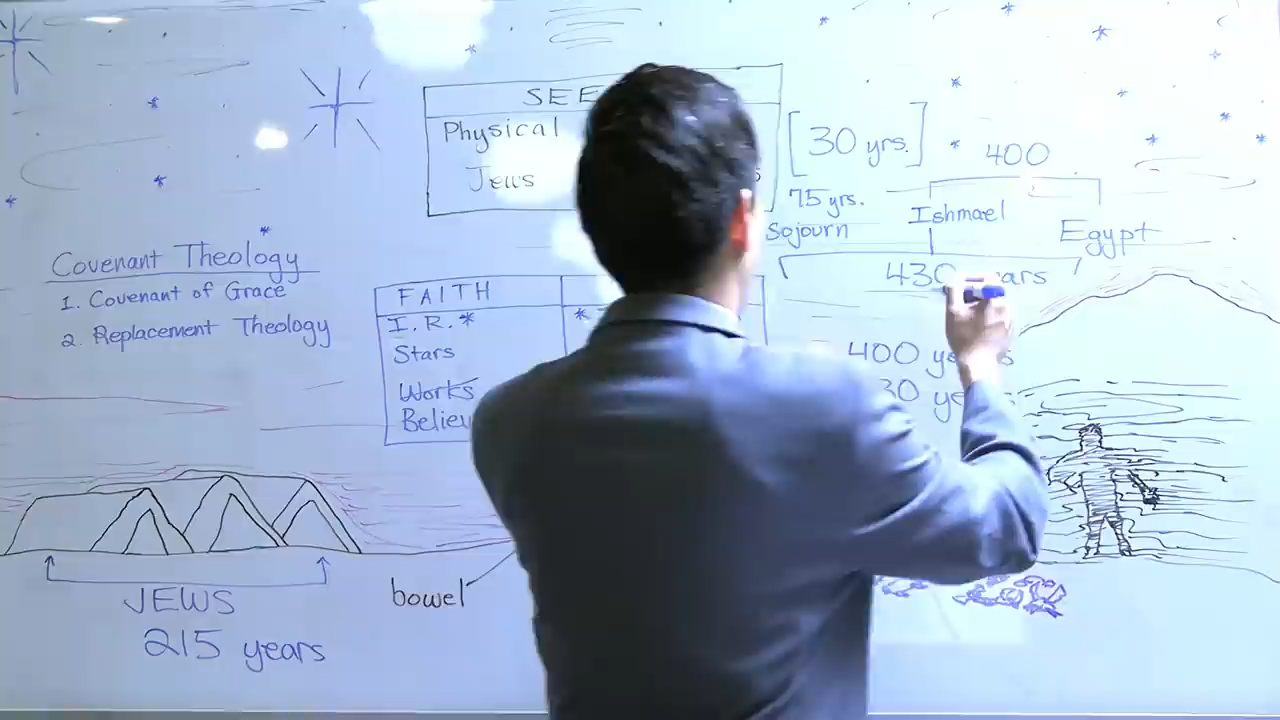 SEE
Physical
Jews
[30 yrs.]
75 yrs.
Sojourn
400
Ishmael
Egypt
430
Covenant Theology
1. Covenant of Grace
2. Replacement Theology
FAITH
I. R. *
Stars
Works
400
JEWS
215 years
bowel